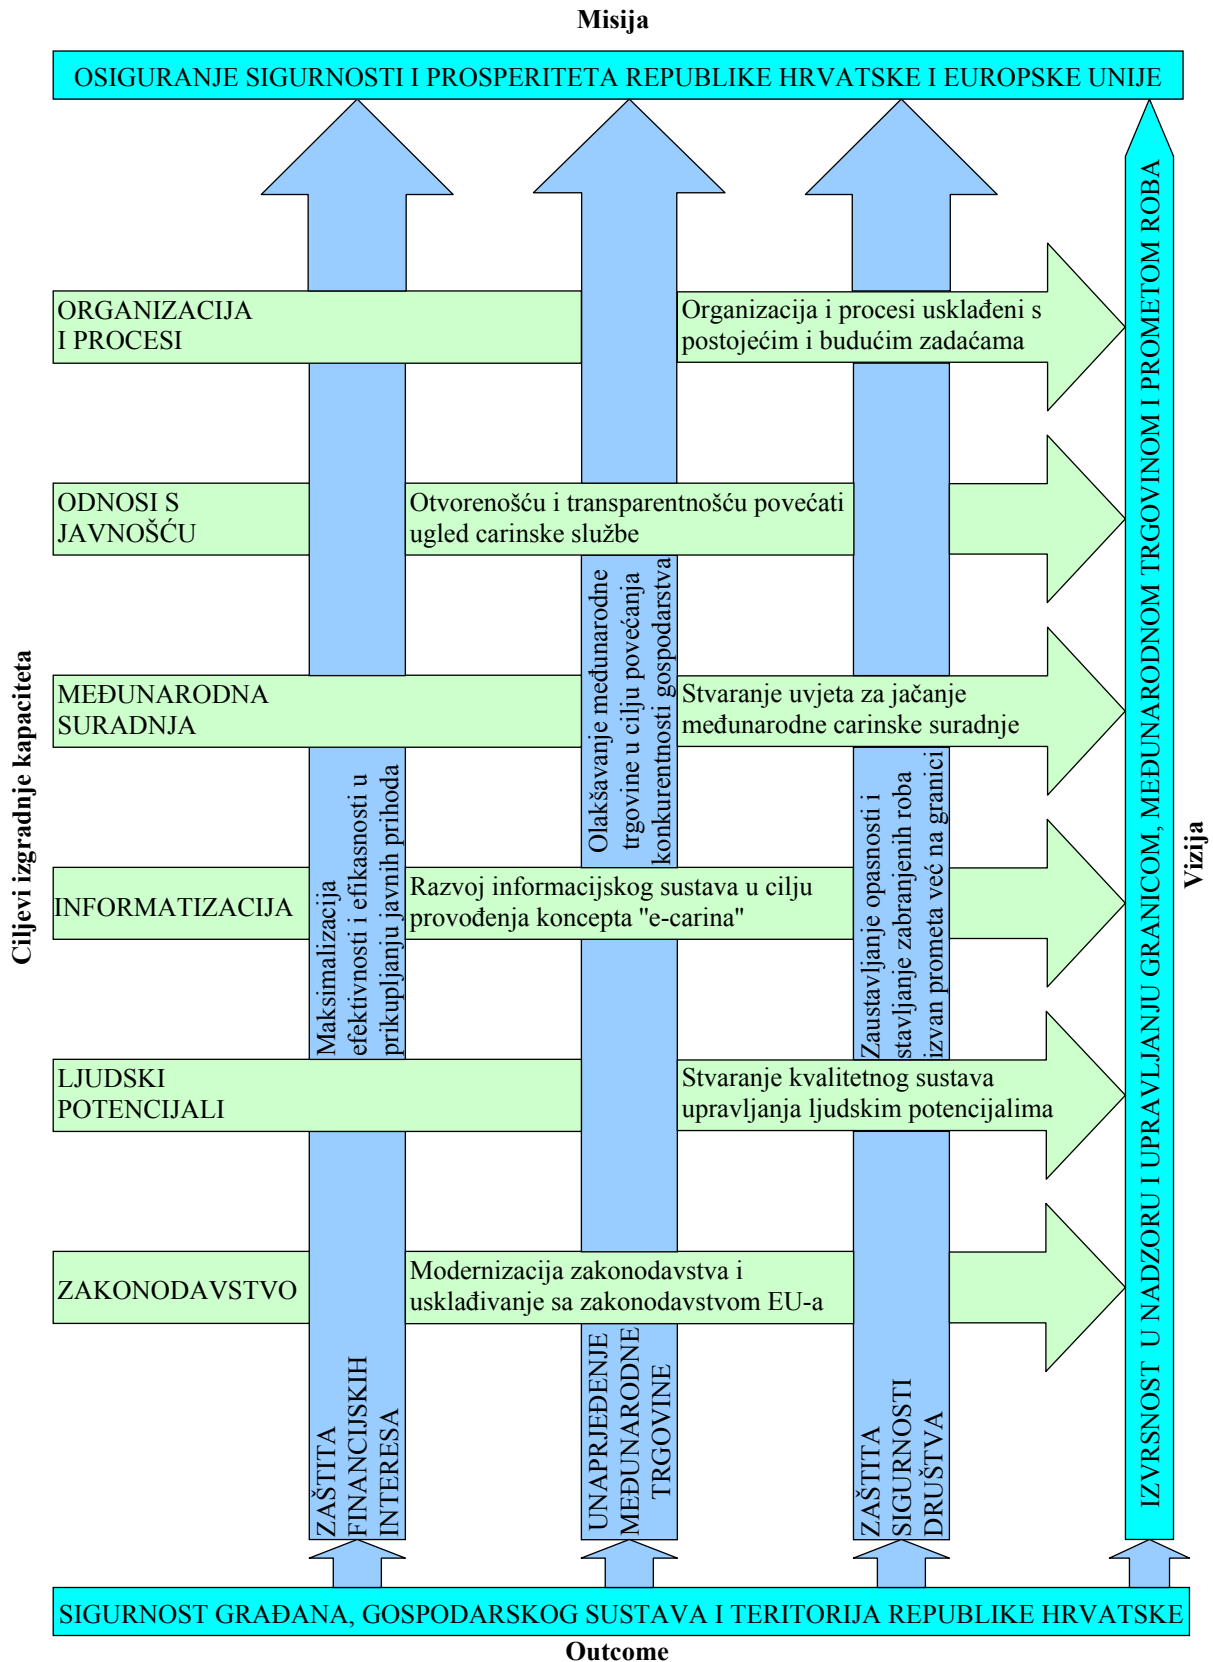 Misija
OSIGURANJE SIGURNOSTI I PROSPERITETA REPUBLIKE HRVATSKE I EUROPSKE UNIJE
ORGANIZACIJA
I PROCESI
Organizacija i procesi usklađeni s
postojećim i budućim zadaćama
ODNOSI S
JAVNOŠĆU
Otvorenošću i transparentnošću povećati
ugled carinske službe
MEĐUNARODNA
SURADNJA
Stvaranje uvjeta za jačanje
međunarodne carinske suradnje
INFORMATIZACIJA
Razvoj informacijskog sustava u cilju
provođenja koncepta "e-carina"
LJUDSKI
POTENCIJALI
Stvaranje kvalitetnog sustava
upravljanja ljudskim potencijalima
ZAKONODAVSTVO
Modernizacija zakonodavstva i
usklađivanje sa zakonodavstvom EU-a
Ciljevi izgradnje kapaciteta
Maksimalizacija
efektivnosti i efikasnosti u
prikupljanju javnih prihoda
Olakšavanje međunarodne
trgovine u cilju povećanja
konkurentnosti gospodarstva
Zaustavljanje opasnosti i
stavljanje zabranjenih roba
izvan prometa već na granici
ZAŠTITA
FINANCIJSKIH
INTERESA
UNAPRJEĐENJE
MEĐUNARODNE
TRGOVINE
ZAŠTITA
SIGURNOSTI
DRUŠTVA
IZVRSNOST U NADZORU I UPRAVLJANJU GRANICOM, MEĐUNARODNOM TRGOVINOM I PROMETOM ROBA
Vizija
SIGURNOST GRAĐANA, GOSPODARSKOG SUSTAVA I TERITORIJA REPUBLIKE HRVATSKE
Outcome